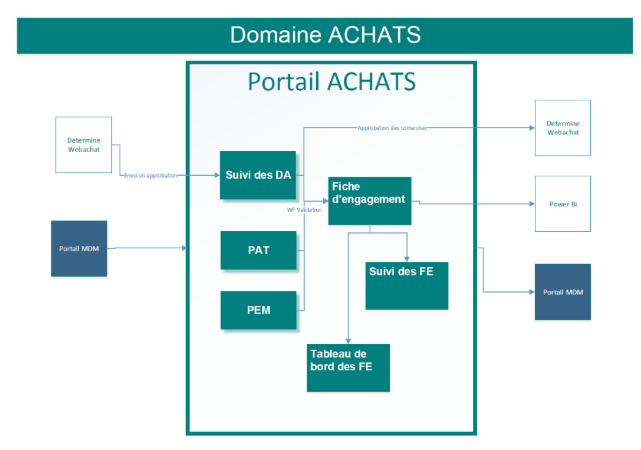 Domaine ACHATS
Portail ACHATS
Determine
Webachat
Envoi en approbation
Suivi des DA
Approbation des comandes
Determine
Webachat
Fiche
d'engagement
WF Validation
Power Bi
Portail MDM
PAT
Suivi des FE
Portail MDM
PEM
Tableau de
bord des FE